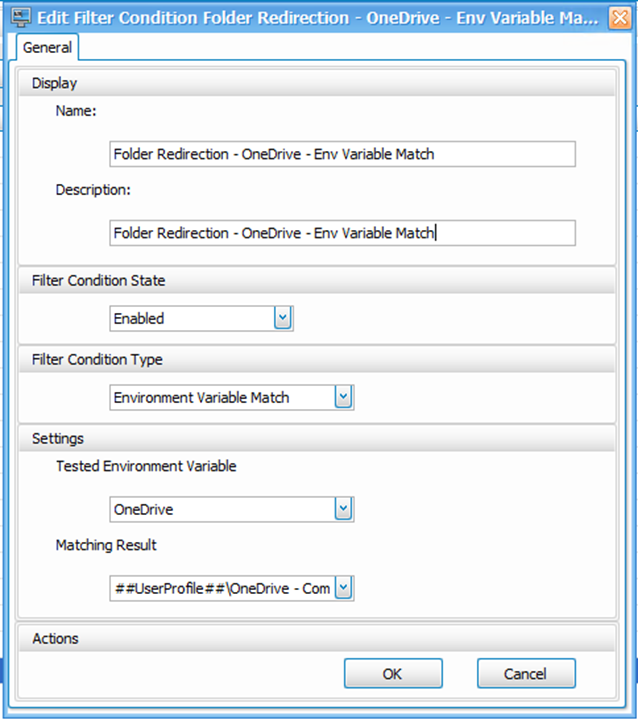 Edit Filter Condition Folder Redirection - OneDrive - Env Variable Ma...
General
Display
Name:
Folder Redirection - OneDrive - Env Variable Match
Description:
Folder Redirection - OneDrive - Env Variable Match
Filter Condition State
Enabled
Filter Condition Type
Environment Variable Match
Settings
Tested Environment Variable
OneDrive
Matching Result
##UserProfile##\OneDrive - Com
Actions
OK Cancel